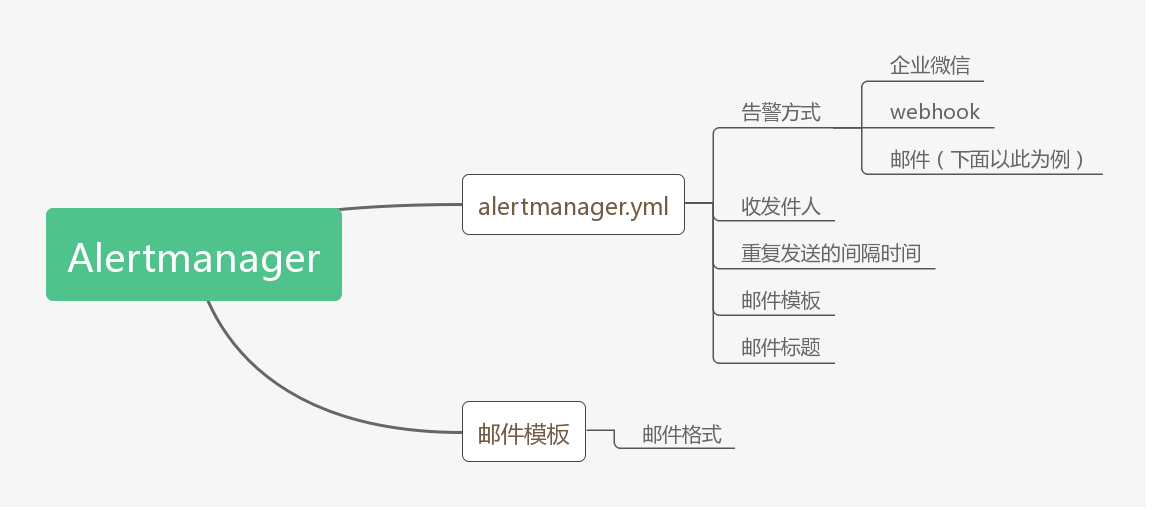 Alertmanager
alertmanager.yml
告警方式
企业微信
webhook
邮件（下面以此为例）
收发件人
重复发送的间隔时间
邮件模板
邮件标题
邮件模板
邮件格式